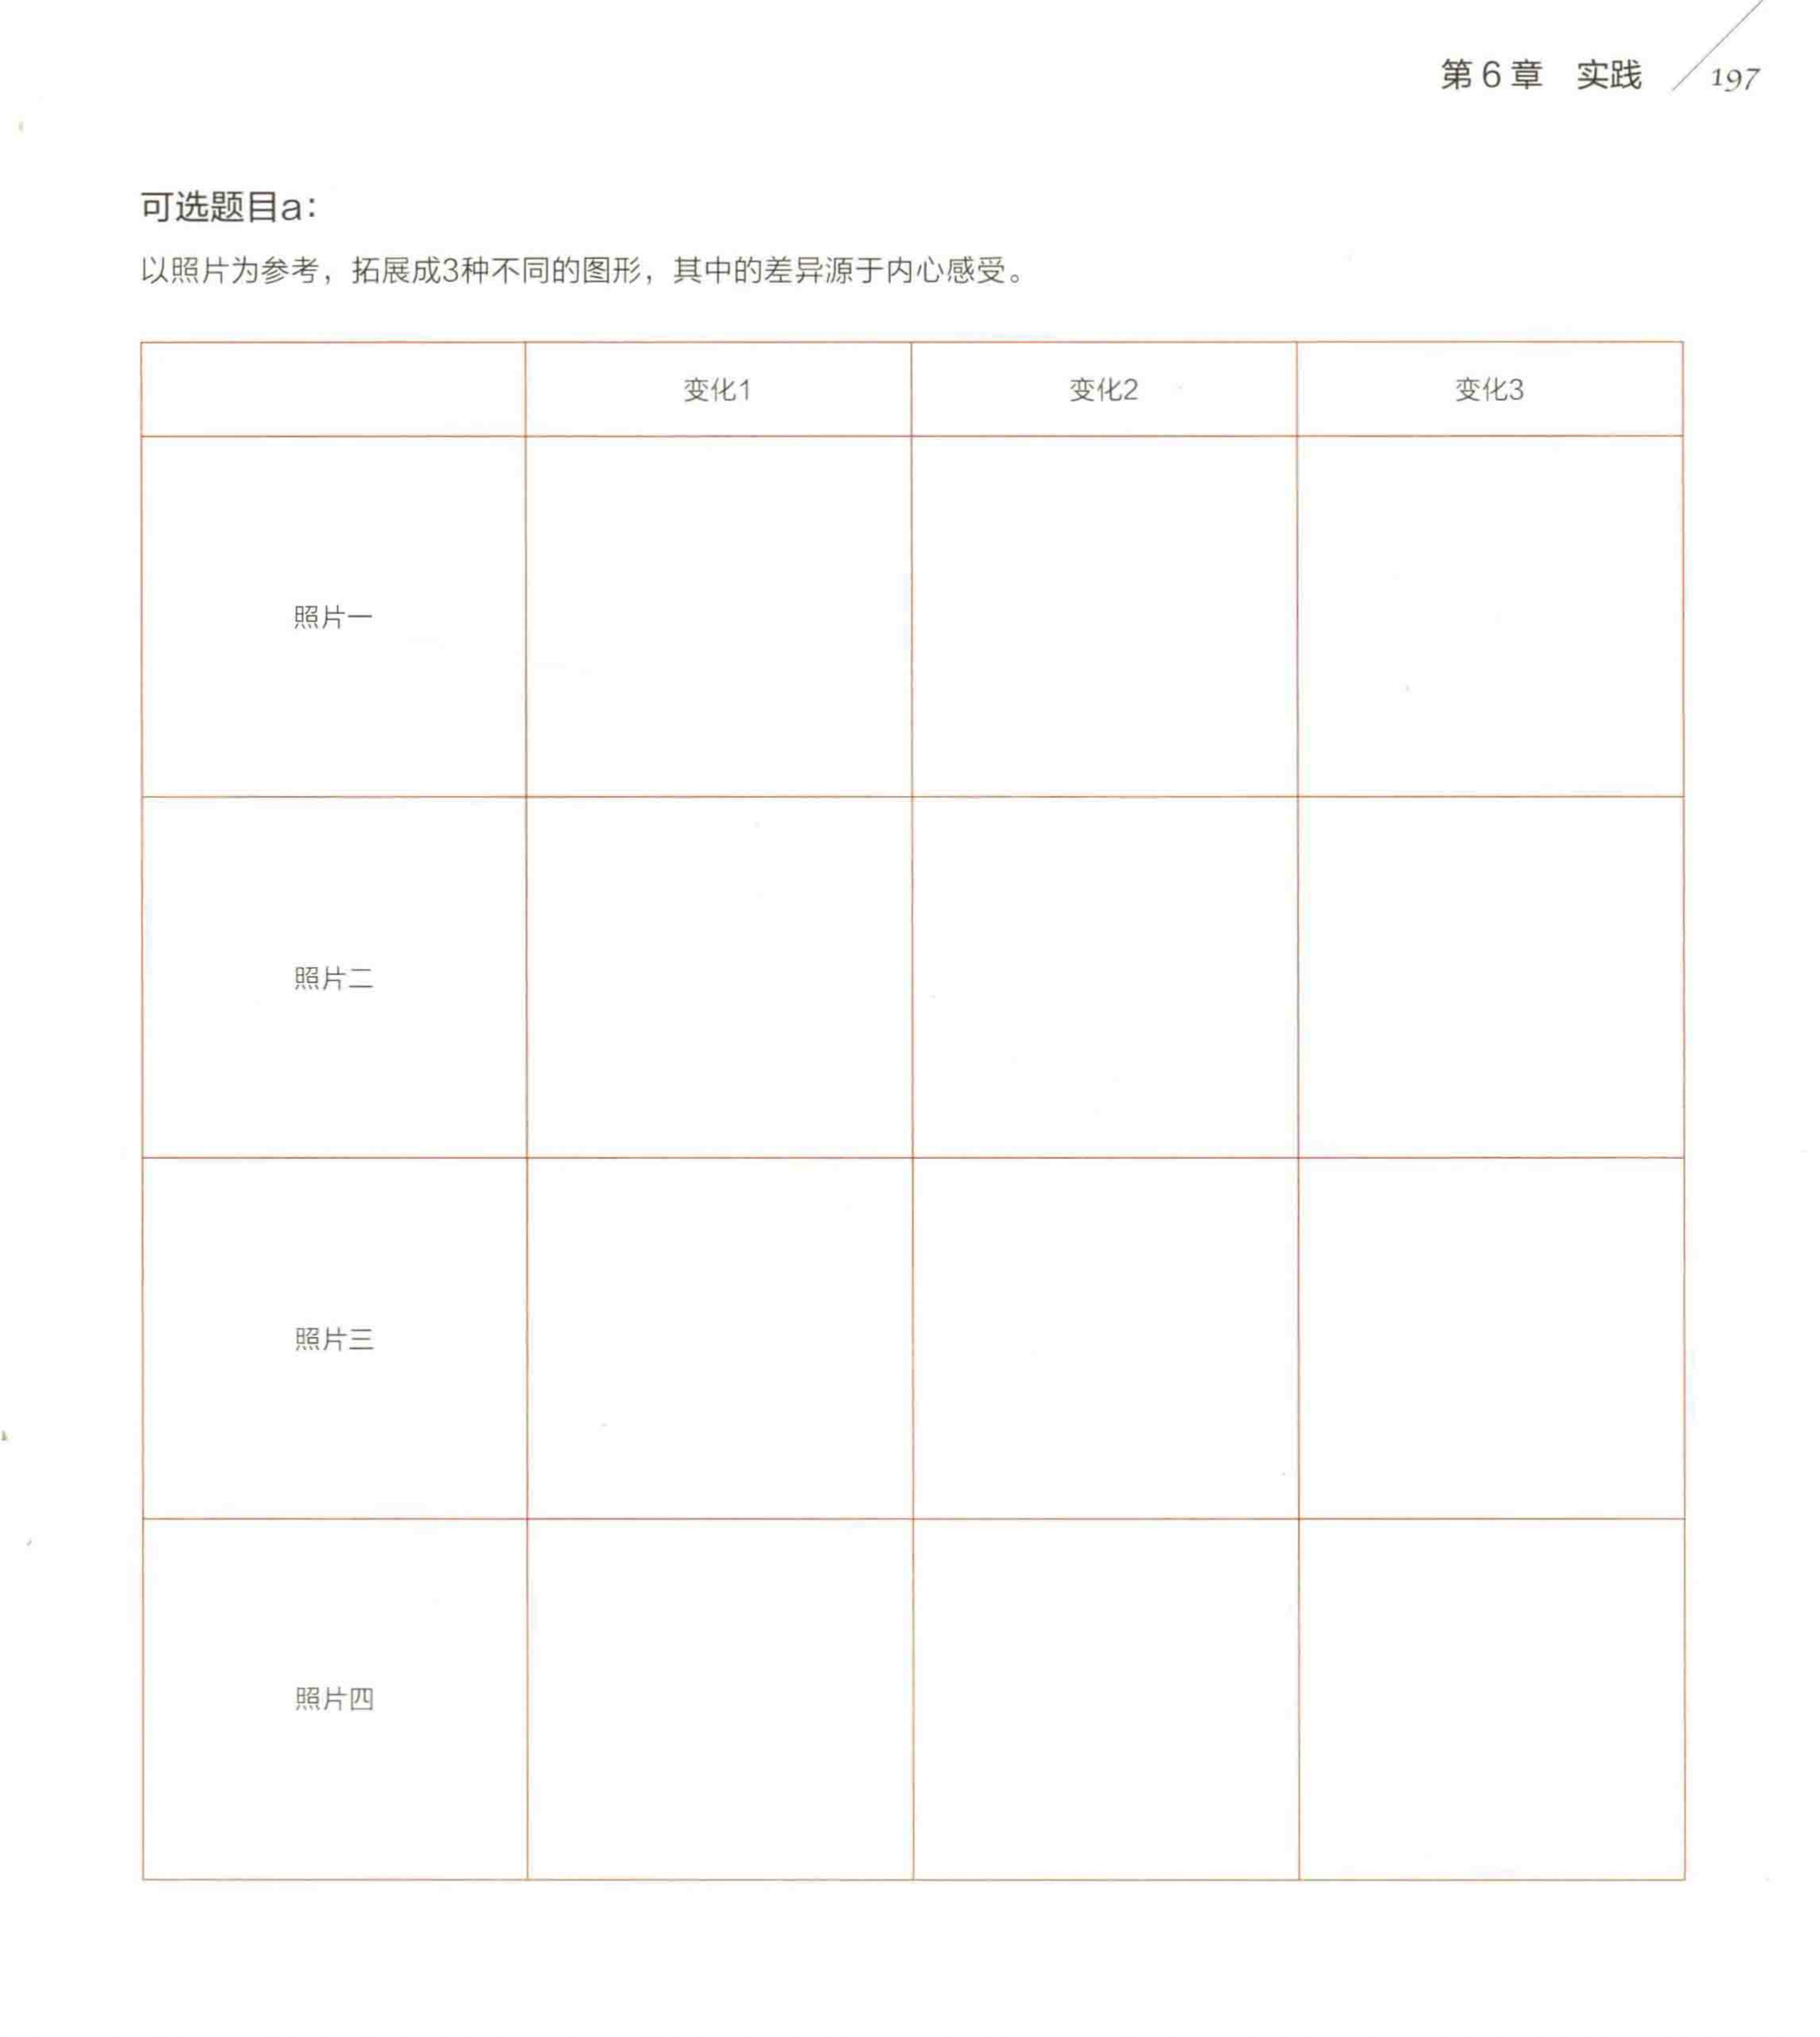 第6章 实践 197
可选题目a：
以照片为参考，拓展成3种不同的图形，其中的差异源于内心感受。
变化1 变化2 变化3
照片一
照片二
照片三
照片四